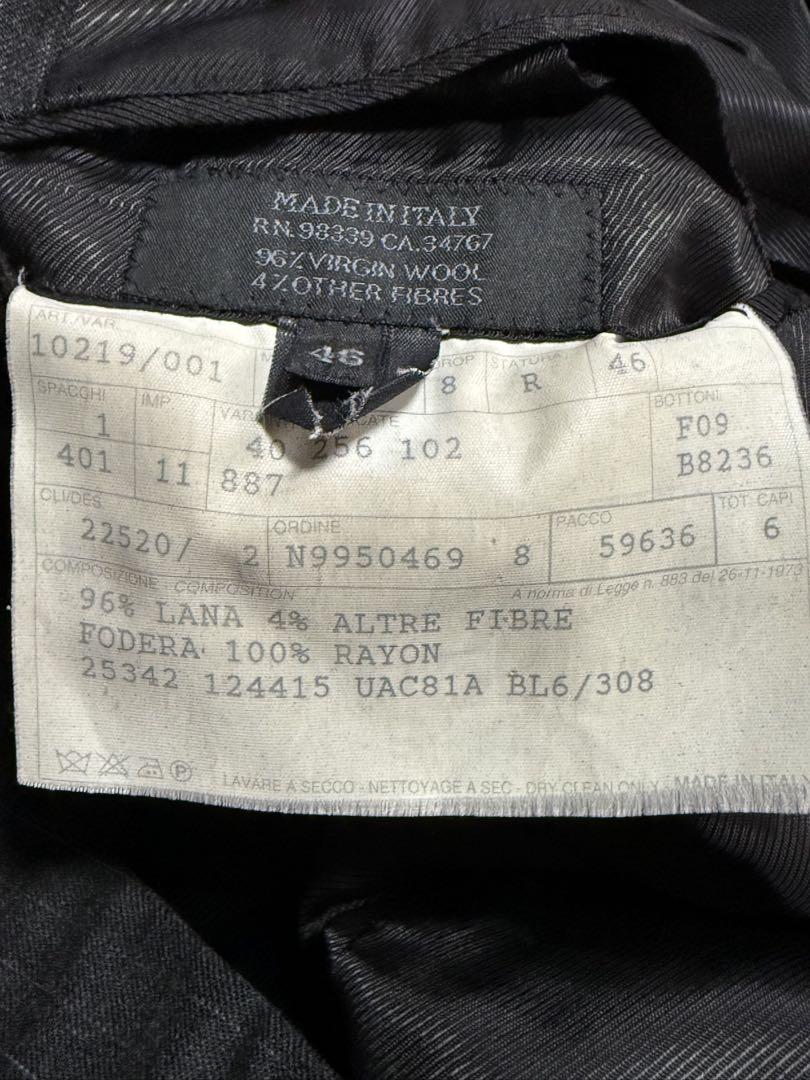 MADE IN ITALY
RN.98339 CA.34767
96% VIRGIN WOOL
4% OTHER FIBRES
46
ART./VAR.
10219/001
DROP
8
STATURA
R
46
SPACCHI
1
IMP.
BOTTONI
40 256 102
F09
401 11 887
B8236
CLI/DES
22520/ 2
ORDINE
N9950469 8
PACCO
59636
TOT CAPI
6
COMPOSIZIONE COMPOSITION
A norma di Legge n. 883 del 26-11-1973
96% LANA 4% ALTRE FIBRE
FODERA 100% RAYON
25342 124415 UAC81A BL6/308
P
LAVARE A SECCO - NETTOYAGE A SEC - DRY CLEAN ONLY - MADE IN ITALY